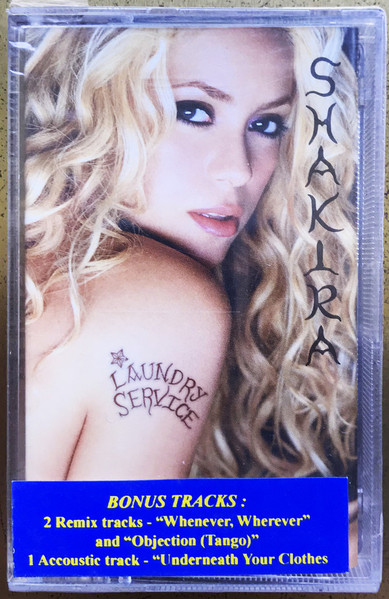 SHAKIRA
LAUNDRY
SERVICE
BONUS TRACKS :
2 Remix tracks - “Whenever, Wherever”
and “Objection (Tango)”
1 Accoustic track - “Underneath Your Clothes